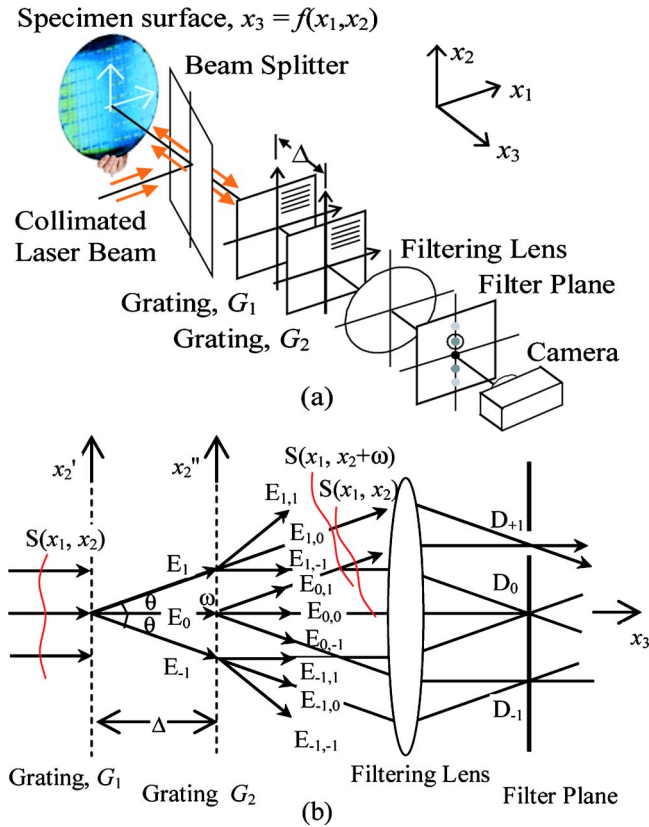 Specimen surface, x₃ = f(x₁,x₂)
Beam Splitter
x₂
x₁
x₃
Δ
Collimated
Laser Beam
Filtering Lens
Filter Plane
Grating, G₁
Grating, G₂
Camera
(a)
x₂'
x₂"
S(x₁, x₂+ω)
S(x₁, x₂)
E₁,₁
S(x₁, x₂)
E₁,₀
D₊₁
E₁
E₁,₋₁
θ
E₀
ω
E₀,₁
D₀
θ
E₀,₀
E₀,₋₁
x₃
E₋₁
E₋₁,₁
E₋₁,₀
D₋₁
Δ
E₋₁,₋₁
Grating, G₁
Grating G₂
Filtering Lens
Filter Plane
(b)